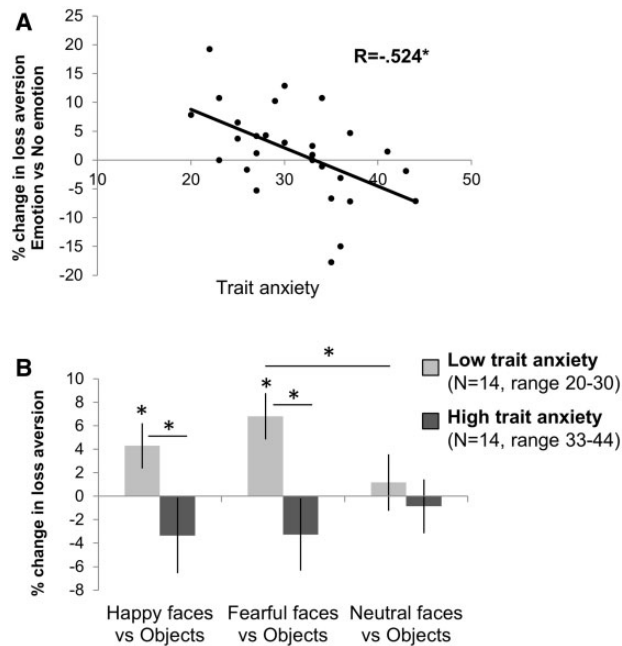 A
25
20
15
10
5
0
-5
-10
-15
-20
10
20
30
40
50
R=-.524*
% change in loss aversion
Emotion vs No emotion
Trait anxiety
B
10
8
6
4
2
0
-2
-4
-6
-8
% change in loss aversion
*
*
*
*
*
Low trait anxiety
(N=14, range 20-30)
High trait anxiety
(N=14, range 33-44)
Happy faces
vs Objects
Fearful faces
vs Objects
Neutral faces
vs Objects